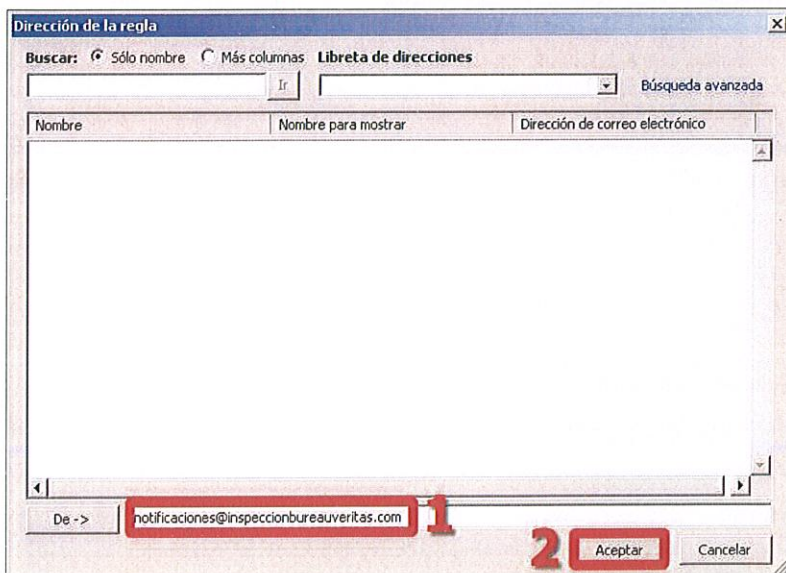 Dirección de la regla
Buscar: Sólo nombre Más columnas Libreta de direcciones
Ir Búsqueda avanzada
Nombre Nombre para mostrar Dirección de correo electrónico
De -> notificaciones@inspeccionbureauveritas.com 1
2 Aceptar Cancelar